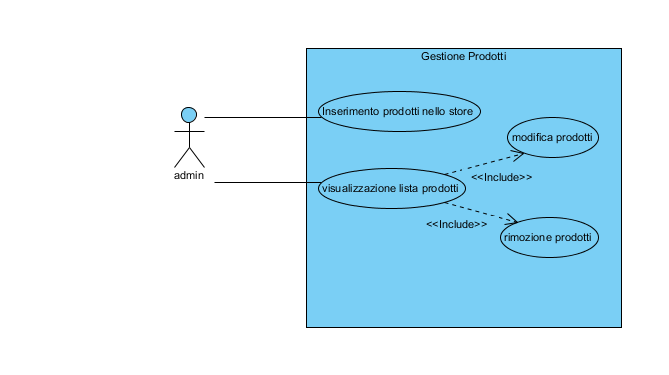 Gestione Prodotti
Inserimento prodotti nello store
modifica prodotti
admin
<<Include>>
visualizzazione lista prodotti
<<Include>>
rimozione prodotti